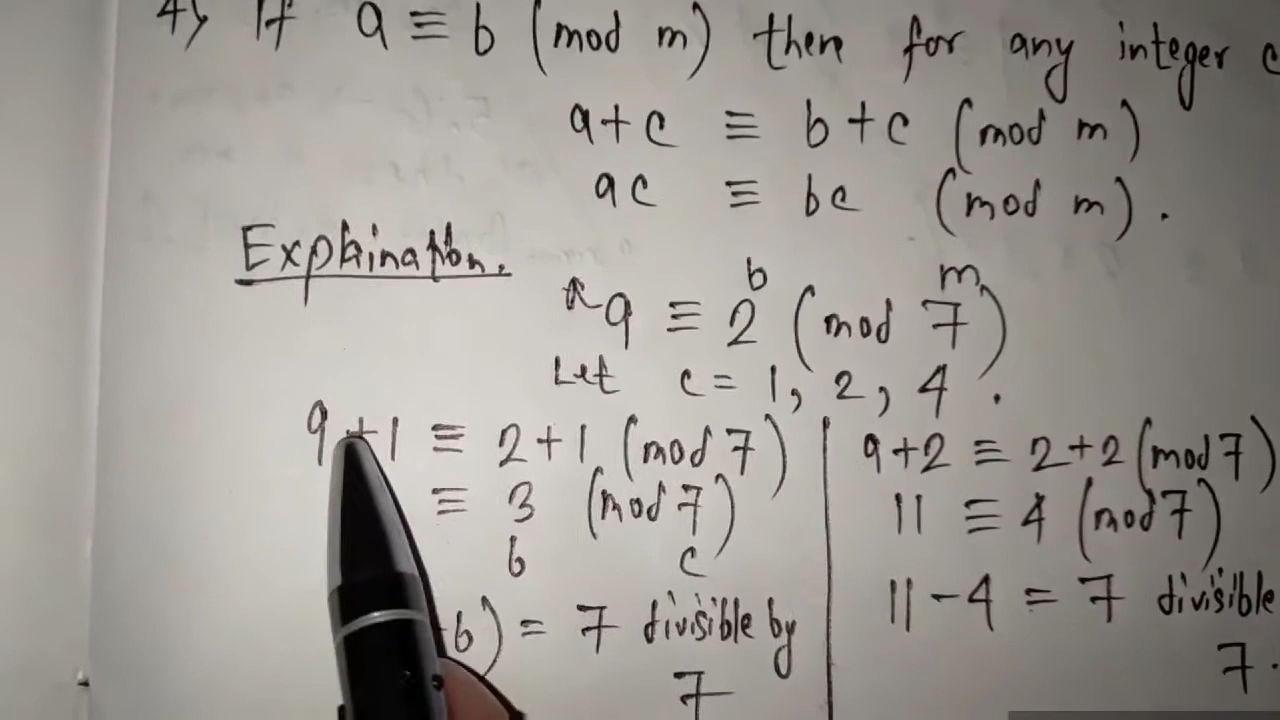 4) If a ≡ b (mod m) then for any integer c
a+c ≡ b+c (mod m)
ac ≡ bc (mod m).
Explaination.
b m
9 ≡ 2 (mod 7)
Let c = 1, 2, 4.
9+1 ≡ 2+1 (mod 7)
≡ 3 (mod 7)
b c
b) = 7 divisible by
7
9+2 ≡ 2+2 (mod 7)
11 ≡ 4 (mod 7)
11-4 = 7 divisible
7.